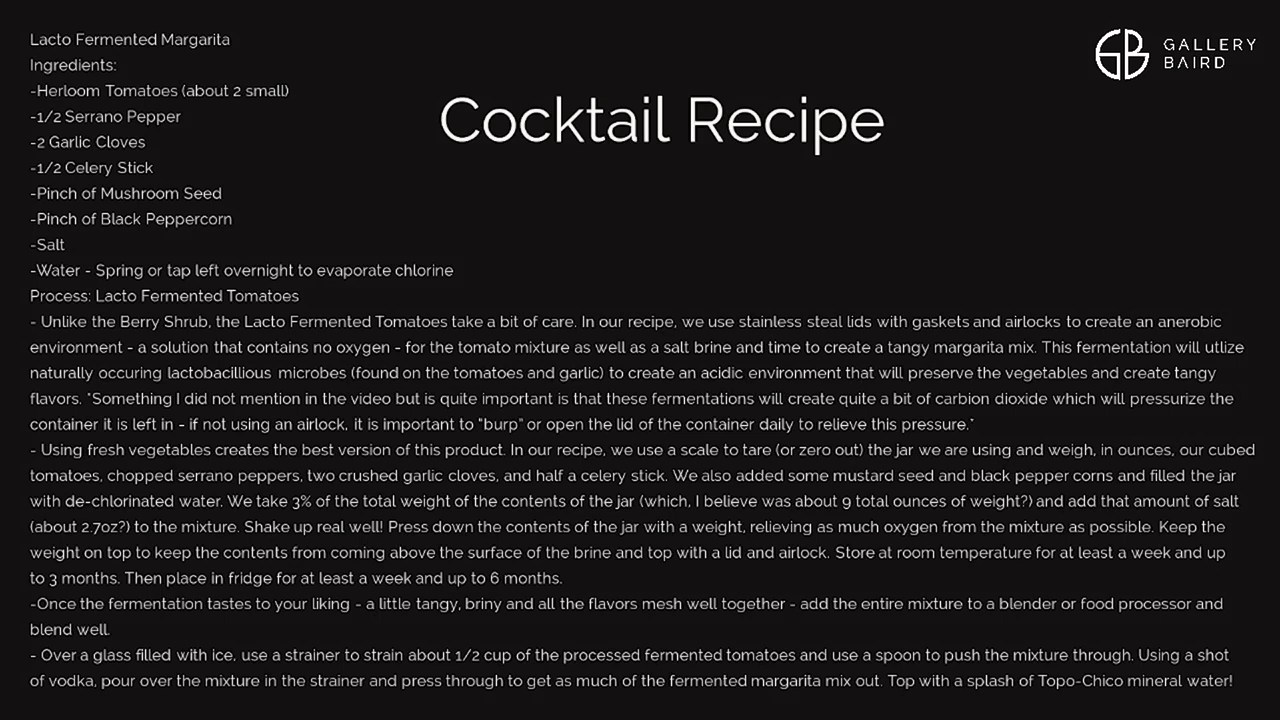 Lacto Fermented Margarita
Ingredients:
-Herloom Tomatoes (about 2 small)
-1/2 Serrano Pepper
-2 Garlic Cloves
-1/2 Celery Stick
-Pinch of Mushroom Seed
-Pinch of Black Peppercorn
-Salt
-Water - Spring or tap left overnight to evaporate chlorine
Cocktail Recipe
GALLERY
BAIRD
Process: Lacto Fermented Tomatoes
- Unlike the Berry Shrub, the Lacto Fermented Tomatoes take a bit of care. In our recipe, we use stainless steal lids with gaskets and airlocks to create an anerobic
environment - a solution that contains no oxygen - for the tomato mixture as well as a salt brine and time to create a tangy margarita mix. This fermentation will utlize
naturally occuring lactobacillious microbes (found on the tomatoes and garlic) to create an acidic environment that will preserve the vegetables and create tangy
flavors. *Something I did not mention in the video but is quite important is that these fermentations will create quite a bit of carbion dioxide which will pressurize the
container it is left in - if not using an airlock, it is important to "burp" or open the lid of the container daily to relieve this pressure.*
- Using fresh vegetables creates the best version of this product. In our recipe, we use a scale to tare (or zero out) the jar we are using and weigh, in ounces, our cubed
tomatoes, chopped serrano peppers, two crushed garlic cloves, and half a celery stick. We also added some mustard seed and black pepper corns and filled the jar
with de-chlorinated water. We take 3% of the total weight of the contents of the jar (which, I believe was about 9 total ounces of weight?) and add that amount of salt
(about 2.7oz?) to the mixture. Shake up real well! Press down the contents of the jar with a weight, relieving as much oxygen from the mixture as possible. Keep the
weight on top to keep the contents from coming above the surface of the brine and top with a lid and airlock. Store at room temperature for at least a week and up
to 3 months. Then place in fridge for at least a week and up to 6 months.
-Once the fermentation tastes to your liking - a little tangy, briny and all the flavors mesh well together - add the entire mixture to a blender or food processor and
blend well.
- Over a glass filled with ice, use a strainer to strain about 1/2 cup of the processed fermented tomatoes and use a spoon to push the mixture through. Using a shot
of vodka, pour over the mixture in the strainer and press through to get as much of the fermented margarita mix out. Top with a splash of Topo-Chico mineral water!